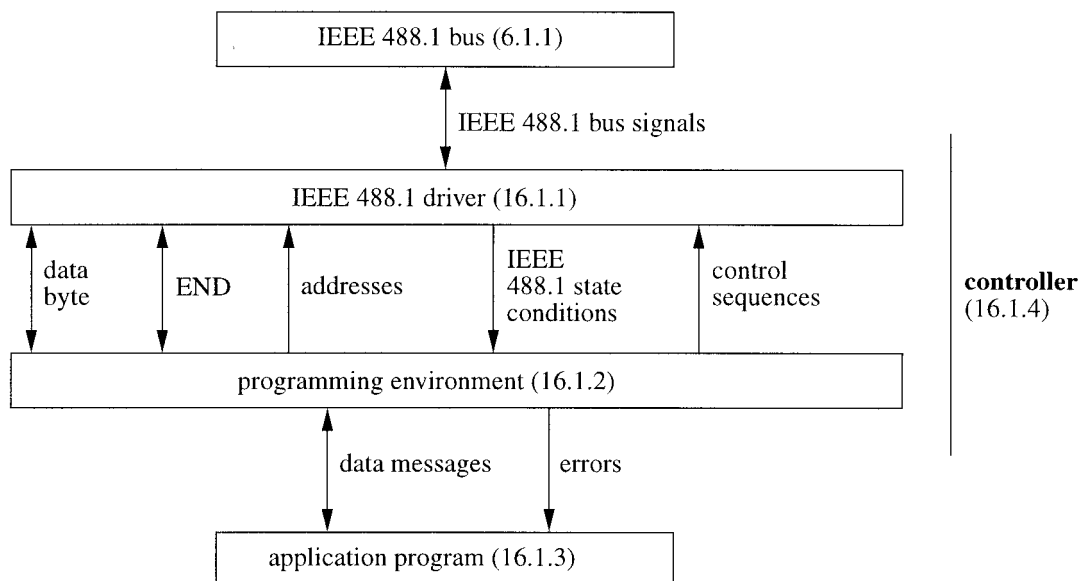 IEEE 488.1 bus (6.1.1)
IEEE 488.1 bus signals
IEEE 488.1 driver (16.1.1)
data
byte
END
addresses
IEEE
488.1 state
conditions
control
sequences
controller
(16.1.4)
programming environment (16.1.2)
data messages
errors
application program (16.1.3)